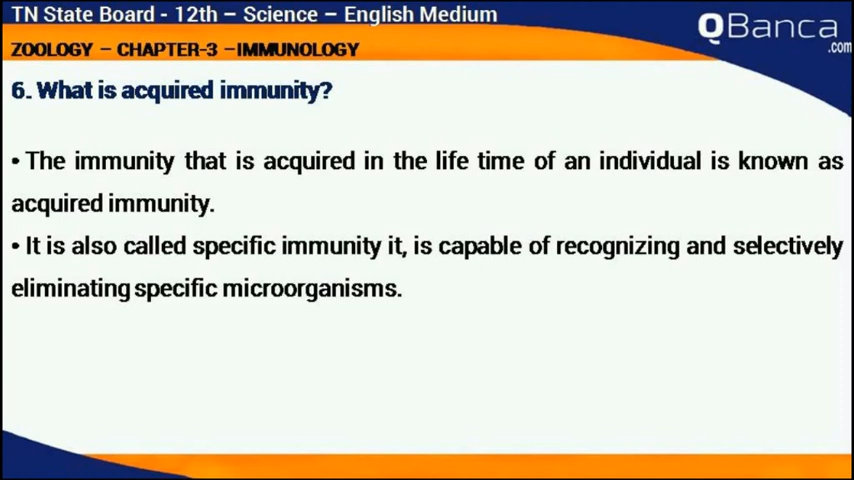 TN State Board - 12th – Science – English Medium
QBanca
.com
ZOOLOGY – CHAPTER-3 –IMMUNOLOGY
6. What is acquired immunity?
• The immunity that is acquired in the life time of an individual is known as
acquired immunity.
• It is also called specific immunity it, is capable of recognizing and selectively
eliminating specific microorganisms.